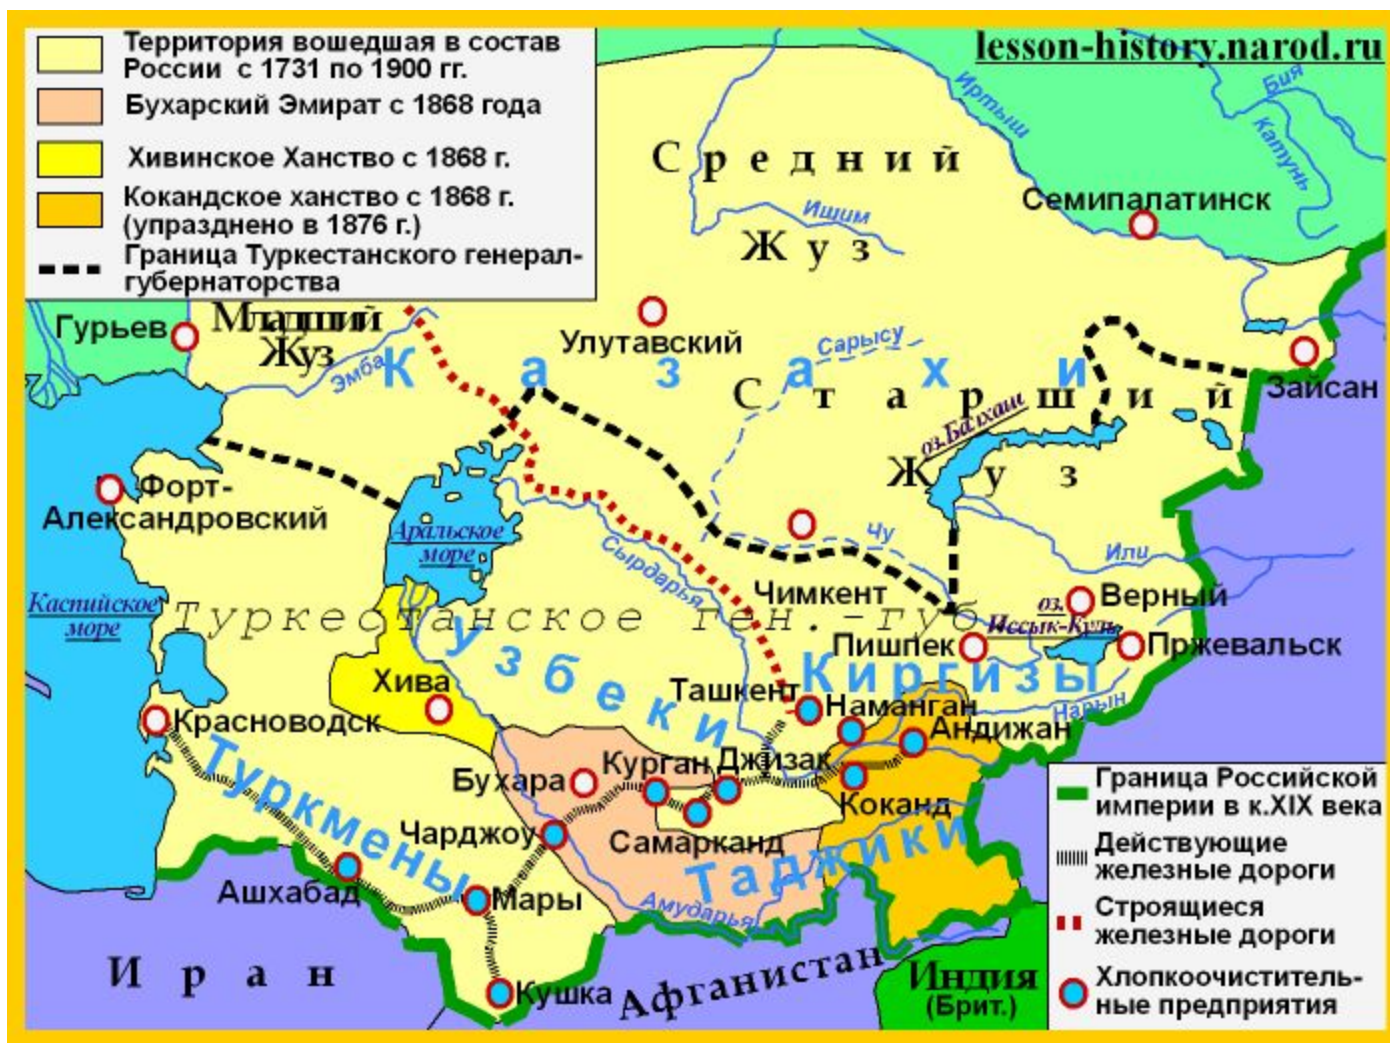 Территория вошедшая в состав
России с 1731 по 1900 гг.
Бухарский Эмират с 1868 года
Хивинское Ханство с 1868 г.
Кокандское ханство с 1868 г.
(упразднено в 1876 г.)
Граница Туркестанского генерал-
губернаторства
lesson-history.narod.ru
Бия
Катунь
Иртыш
Средний
Жуз
Ишим
Семипалатинск
Гурьев
Младший
Жуз
Эмба
Улутавский
Сарысу
Казахи
Зайсан
Старший
Жуз
оз.Балхаш
Форт-
Александровский
Аральское
море
Сырдарья
Чу
Или
Каспийское
море
Туркестанское ген.-губ.
Чимкент
оз.
Иссык-Куль
Верный
Пишпек
Пржевальск
Узбеки
Киргизы
Хива
Ташкент
Наманган
Нарын
Андижан
Красноводск
Туркмены
Бухара
Курган
Джизак
Коканд
Чарджоу
Самарканд
Таджики
Ашхабад
Мары
Амударья
Иран
Кушка
Афганистан
Индия
(Брит.)
Граница Российской
империи в к.XIX века
Действующие
железные дороги
Строящиеся
железные дороги
Хлопкоочиститель-
ные предприятия